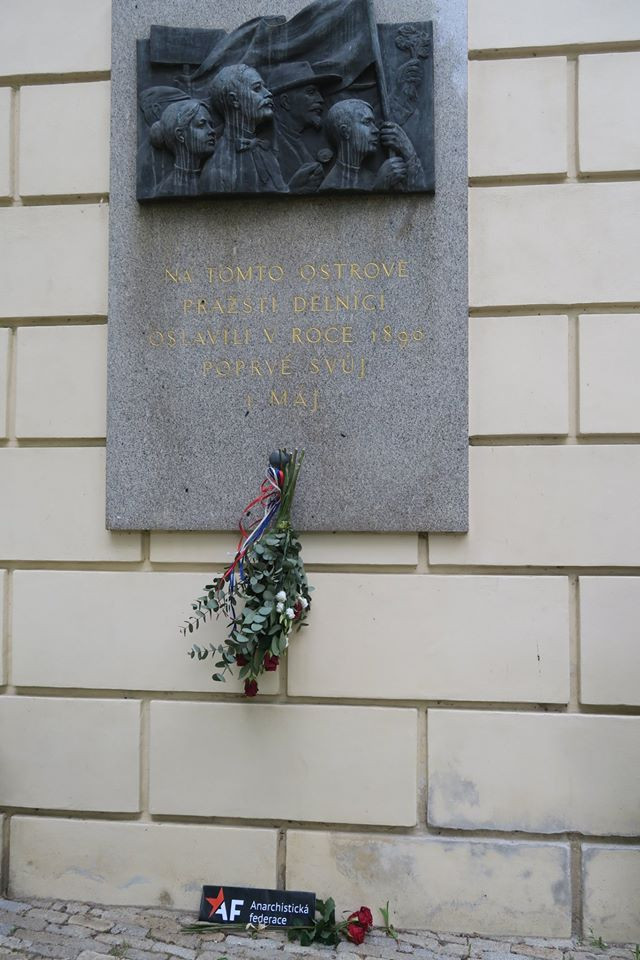 NA TOMTO OSTROVĚ
PRAŽŠTÍ DĚLNÍCI
OSLAVILI V ROCE 1890
POPRVÉ SVŮJ
1 MÁJ
AF Anarchistická
federace